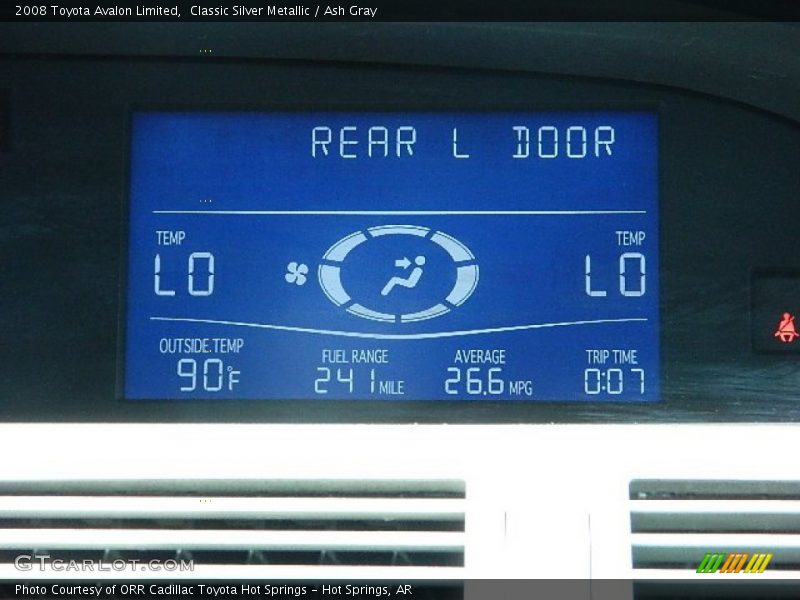 2008 Toyota Avalon Limited,  Classic Silver Metallic / Ash Gray
REAR L DOOR
TEMP
TEMP
LO
LO
OUTSIDE.TEMP
FUEL RANGE
AVERAGE
TRIP TIME
90°F
241 MILE
26.6 MPG
0:07
GTCARLOT.COM
Photo Courtesy of ORR Cadillac Toyota Hot Springs - Hot Springs, AR